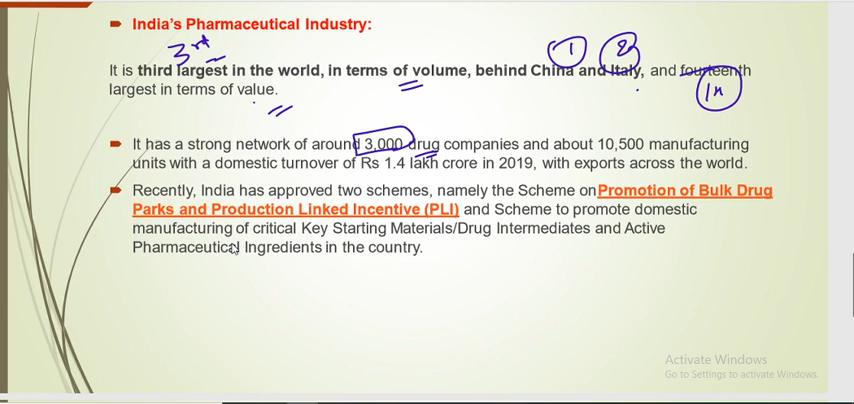 India's Pharmaceutical Industry:
3rd
1 2
It is third largest in the world, in terms of volume, behind China and Italy, and fourteenth
largest in terms of value.
It has a strong network of around 3,000 drug companies and about 10,500 manufacturing
units with a domestic turnover of Rs 1.4 lakh crore in 2019, with exports across the world.
Recently, India has approved two schemes, namely the Scheme on Promotion of Bulk Drug
Parks and Production Linked Incentive (PLI) and Scheme to promote domestic
manufacturing of critical Key Starting Materials/Drug Intermediates and Active
Pharmaceutical Ingredients in the country.
Activate Windows
Go to Settings to activate Windows.